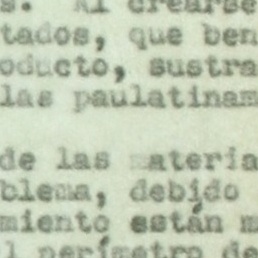 s. Al crearse
tados, que ben
oducto, sustra
las paulatinam
de las materia
blema, debido
miento están m
l perímetro de